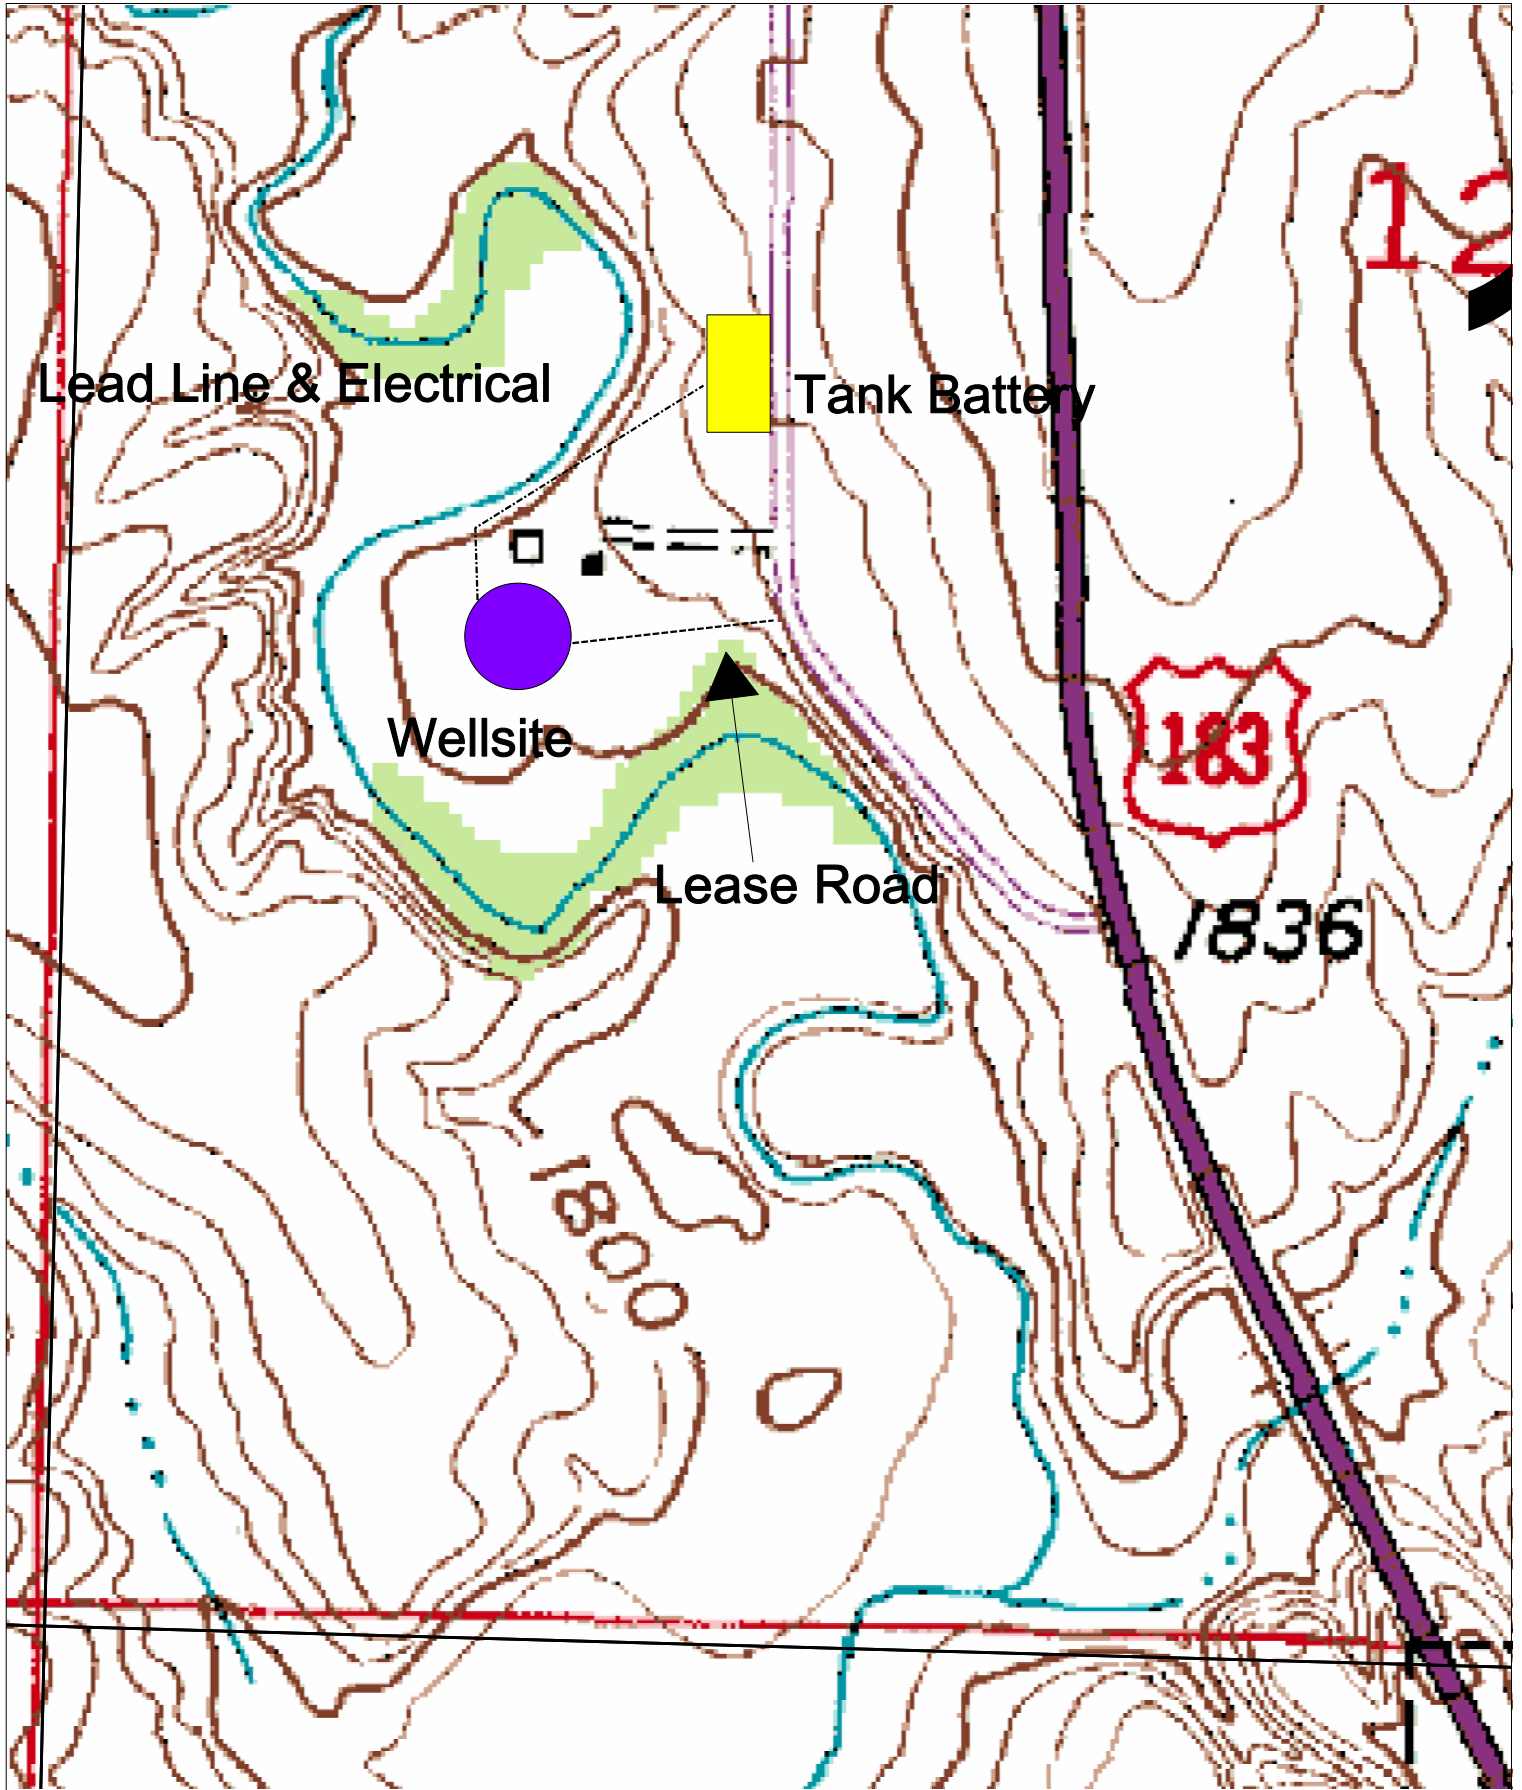 12
Lead Line & Electrical
Tank Battery
Wellsite
183
Lease Road
1836
1800